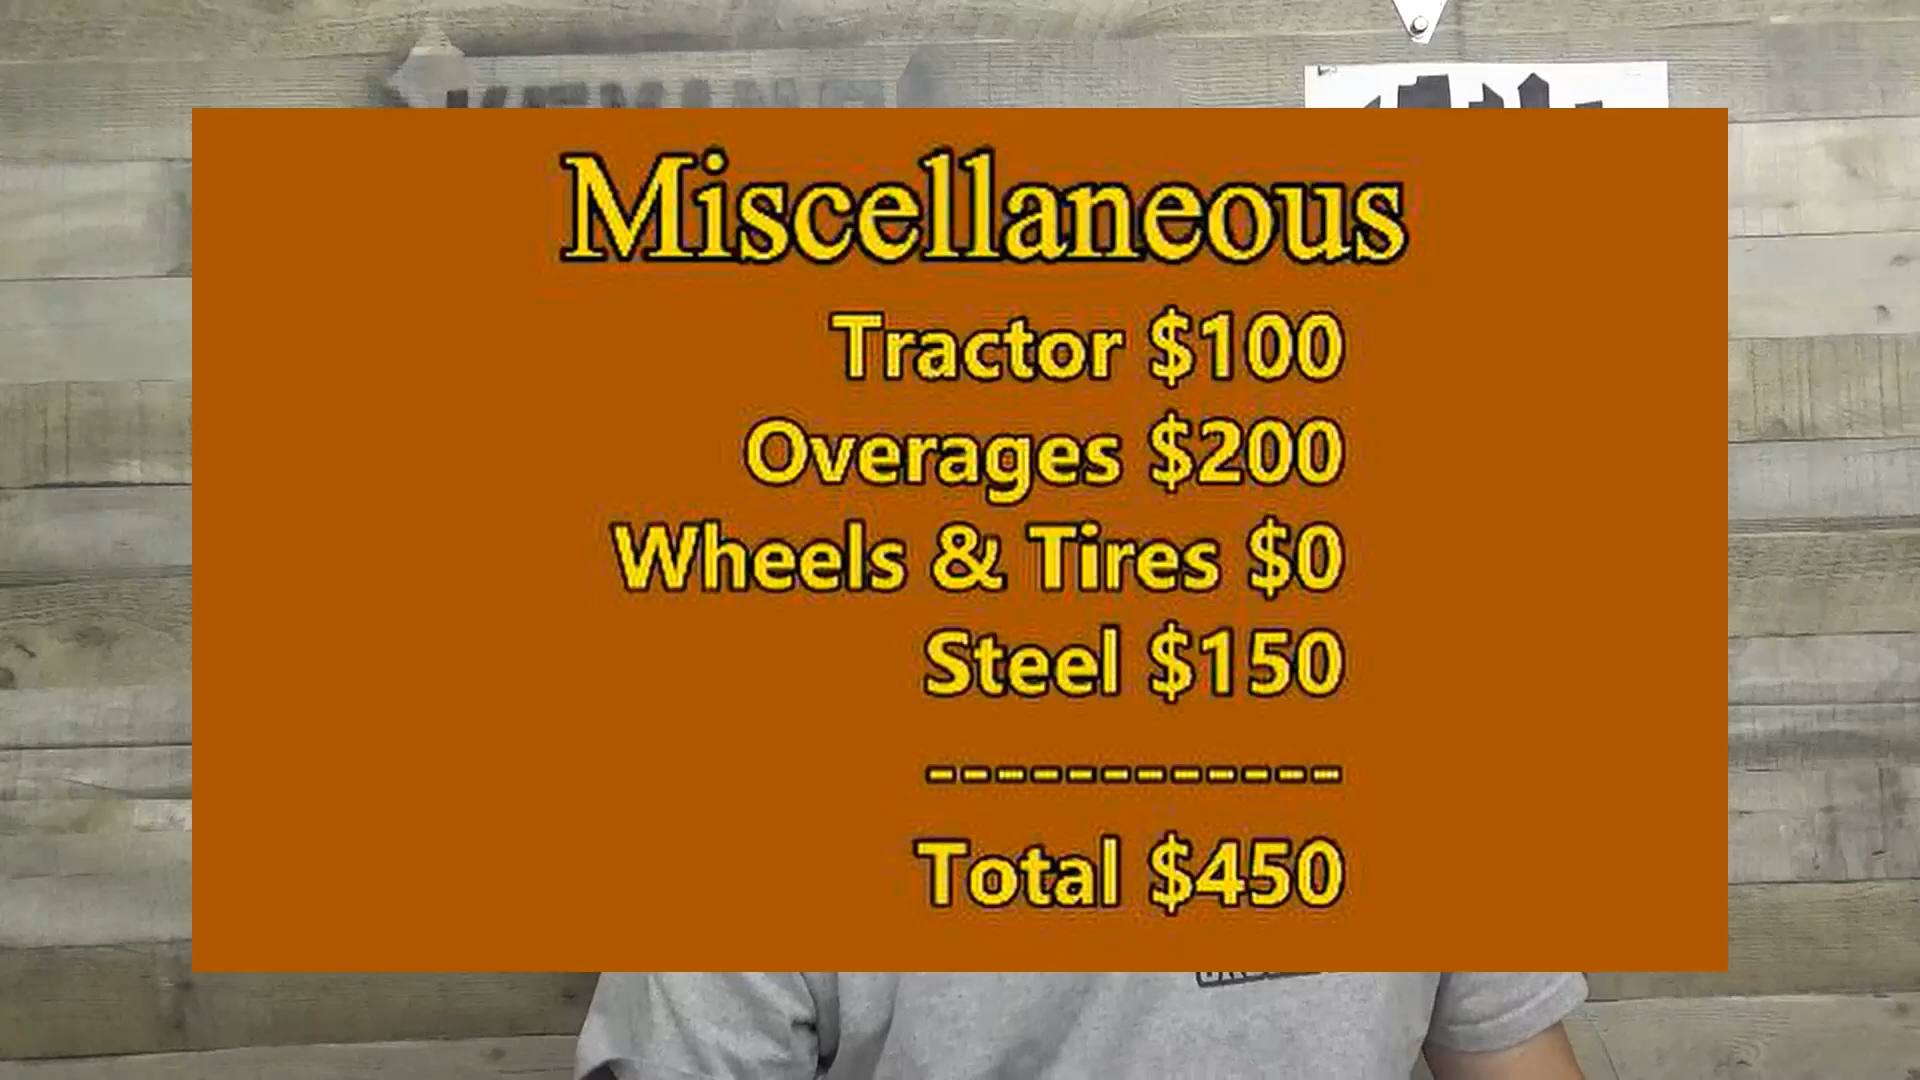 Miscellaneous
Tractor $100
Overages $200
Wheels & Tires $0
Steel $150
------------
Total $450